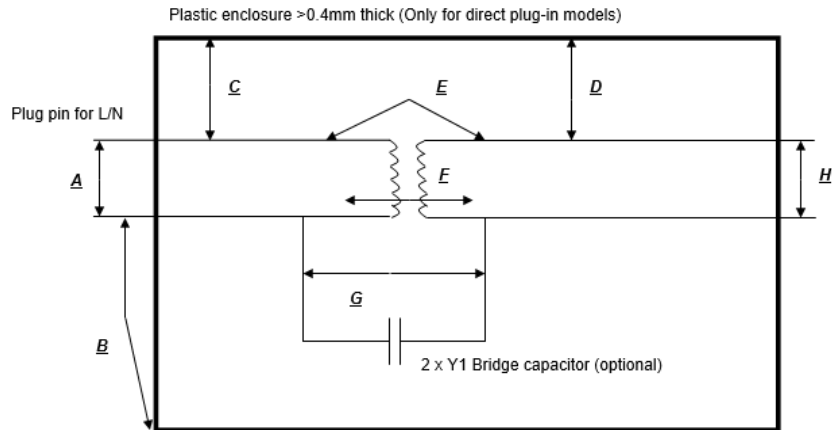 Plastic enclosure >0.4mm thick (Only for direct plug-in models)
C
E
D
Plug pin for L/N
A
F
H
G
B
2 x Y1 Bridge capacitor (optional)